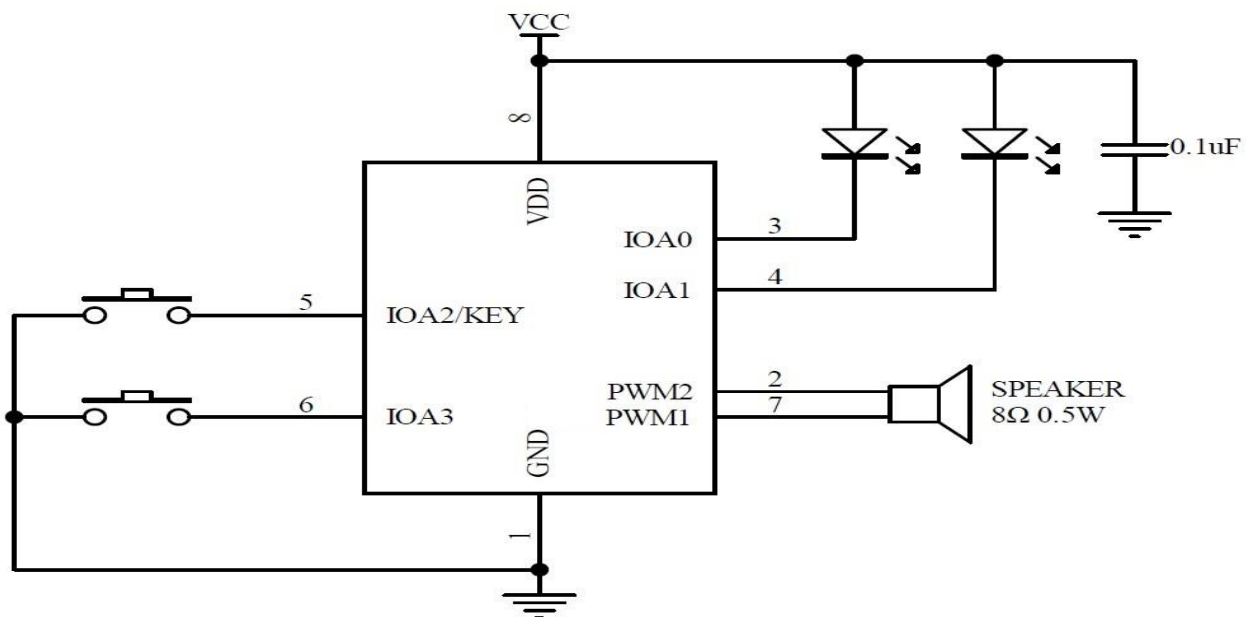 VCC
8
VDD
0.1uF
IOA0
3
IOA1
4
5
IOA2/KEY
PWM2
2
PWM1
7
SPEAKER
8Ω 0.5W
6
IOA3
GND
1